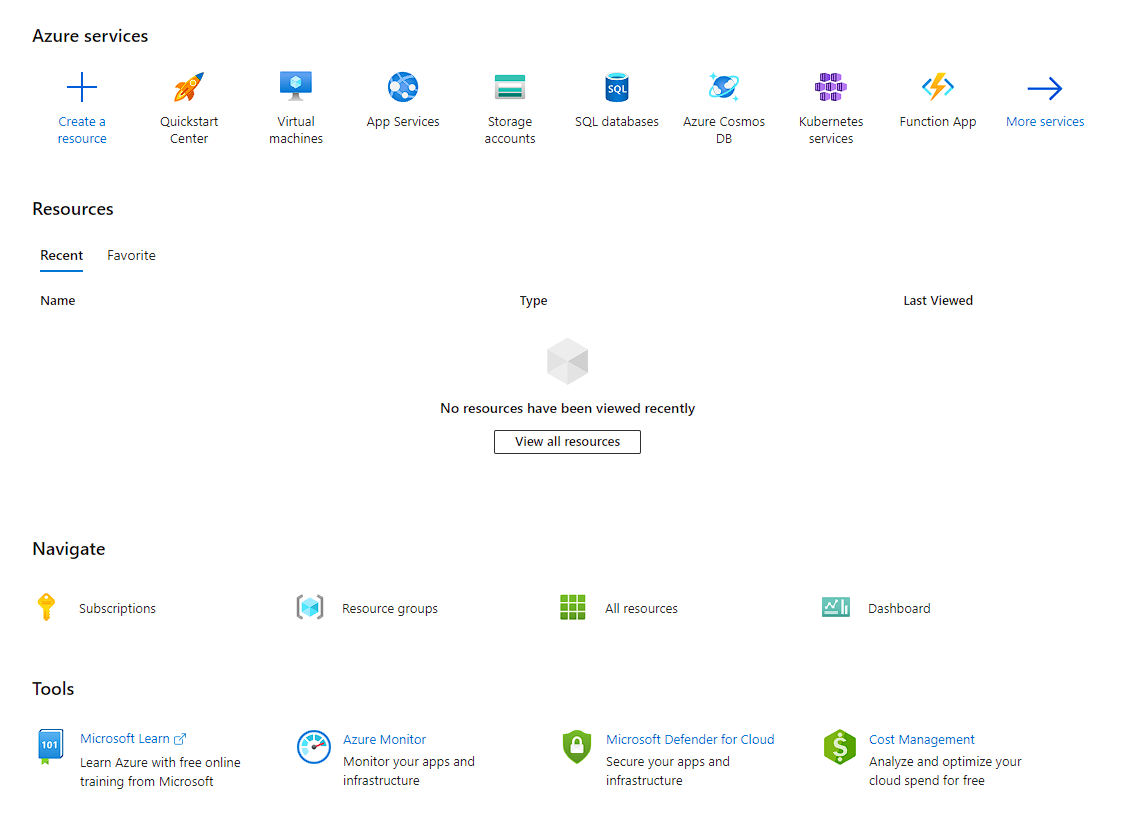 Azure services
Create a
resource
Quickstart
Center
Virtual
machines
App Services
Storage
accounts
SQL
SQL databases
Azure Cosmos
DB
Kubernetes
services
Function App
More services
Resources
Recent
Favorite
Name
Type
Last Viewed
No resources have been viewed recently
View all resources
Navigate
Subscriptions
Resource groups
All resources
Dashboard
Tools
101
Microsoft Learn
Learn Azure with free online
training from Microsoft
Azure Monitor
Monitor your apps and
infrastructure
Microsoft Defender for Cloud
Secure your apps and
infrastructure
$
Cost Management
Analyze and optimize your
cloud spend for free